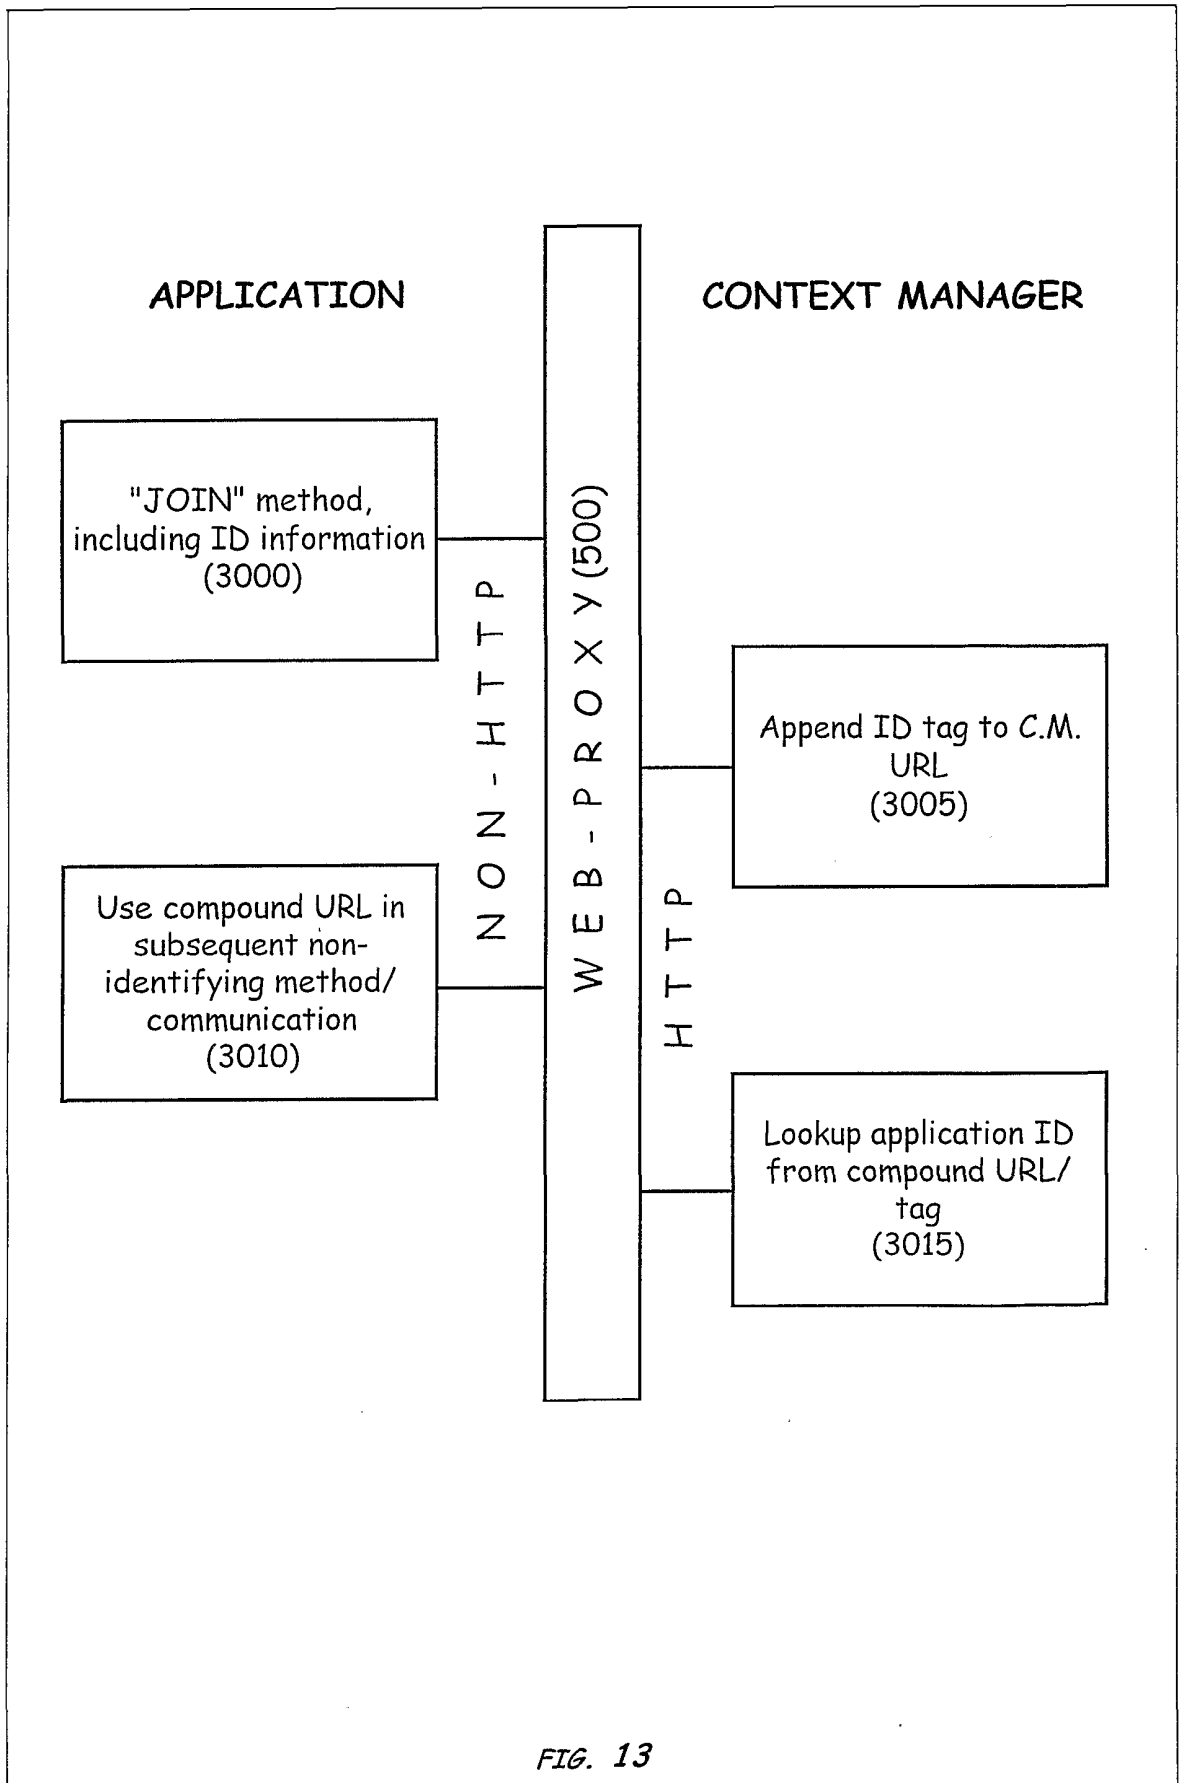 APPLICATION
CONTEXT MANAGER
"JOIN" method,
including ID information
(3000)
NON-HTTP
WEB-PROXY (500)
Append ID tag to C.M.
URL
(3005)
Use compound URL in
subsequent non-
identifying method/
communication
(3010)
HTTP
Lookup application ID
from compound URL/
tag
(3015)
FIG. 13